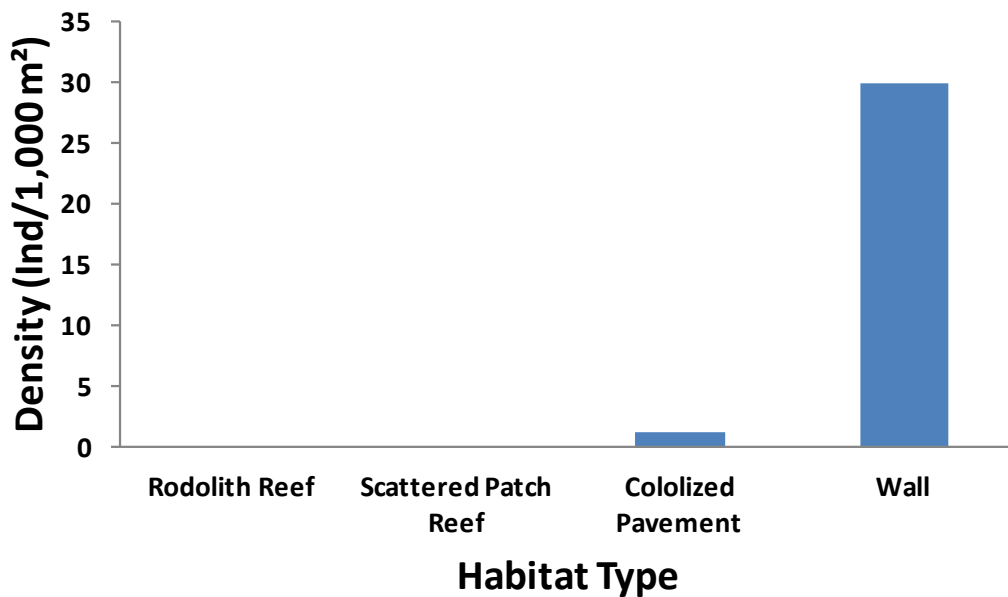 Density (Ind/1,000 m²)
35
30
25
20
15
10
5
0
Rodolith Reef
Scattered Patch
Reef
Cololized
Pavement
Wall
Habitat Type